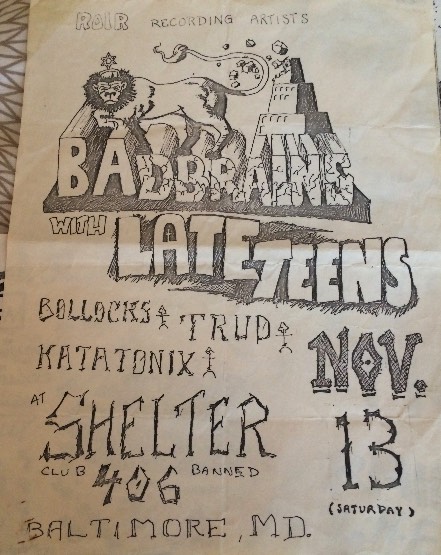 ROIR RECORDING ARTISTS
BAD BRAINS
WITH LATE TEENS
BOLLOCKS TRUD
KATATONIX
NOV.
13
(SATURDAY)
AT SHELTER
CLUB 406 BANNED
BALTIMORE, MD.